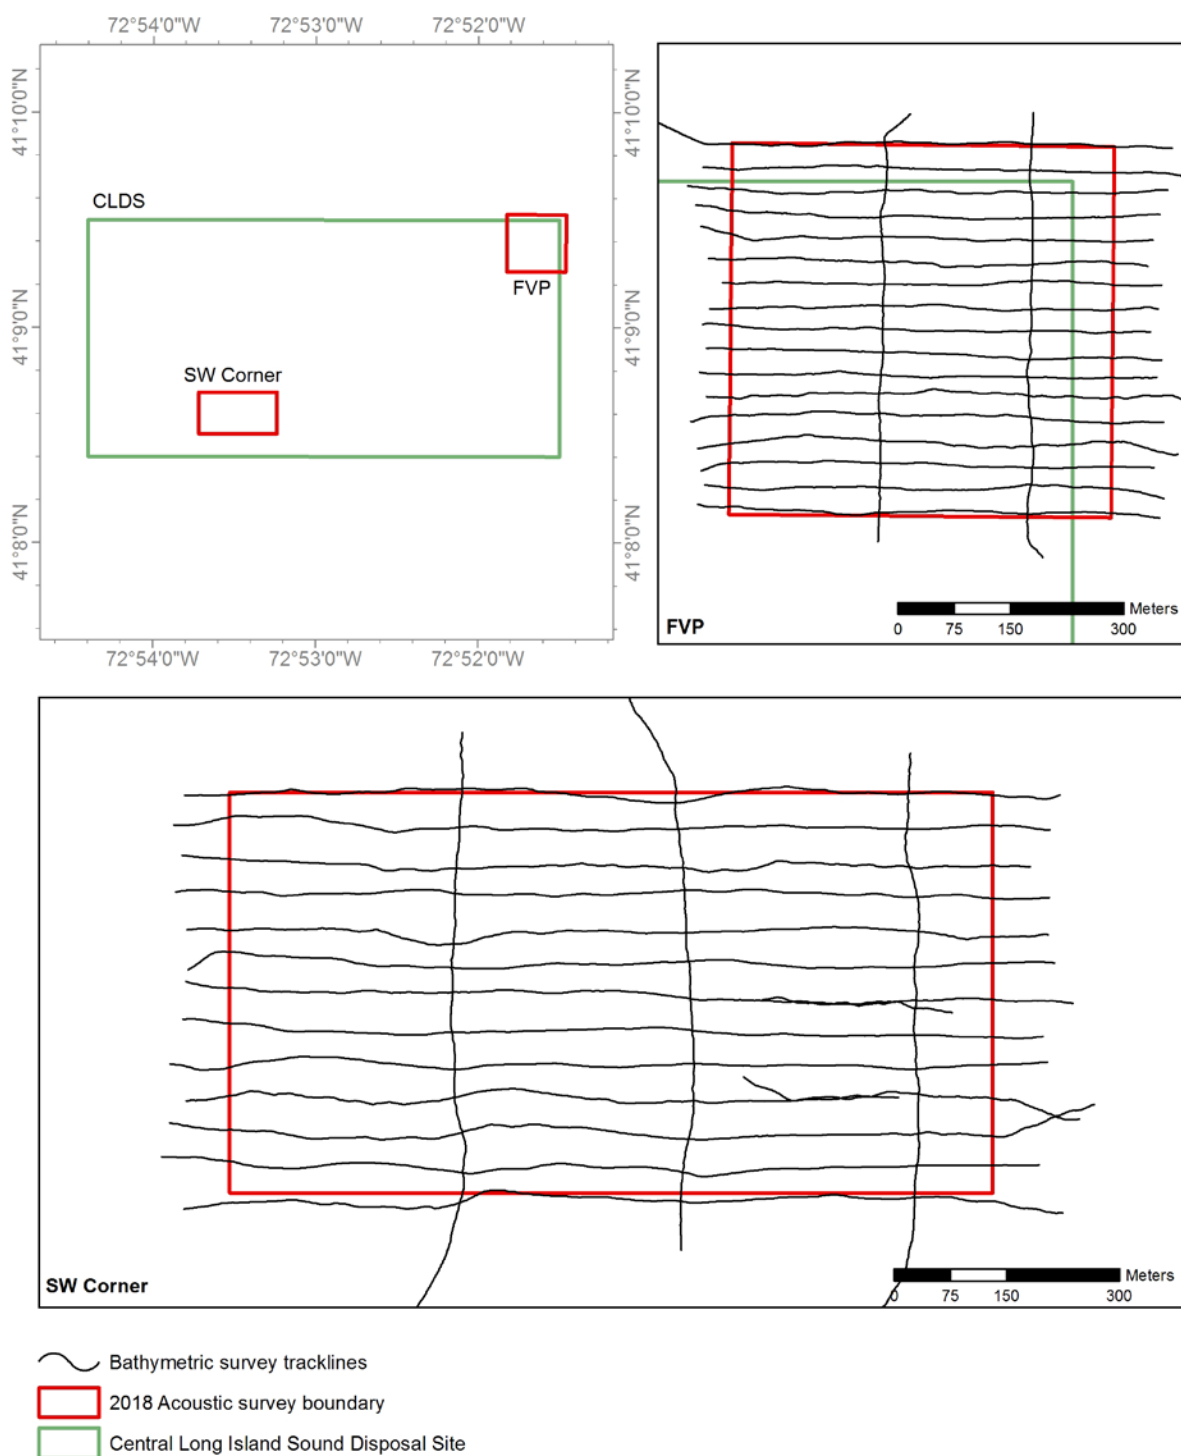 72°54'0"W 72°53'0"W 72°52'0"W
41°10'0"N
41°9'0"N
41°8'0"N
CLDS
FVP
SW Corner
41°10'0"N
41°9'0"N
41°8'0"N
72°54'0"W 72°53'0"W 72°52'0"W
Meters
0 75 150 300
FVP
Meters
0 75 150 300
SW Corner
Bathymetric survey tracklines
2018 Acoustic survey boundary
Central Long Island Sound Disposal Site